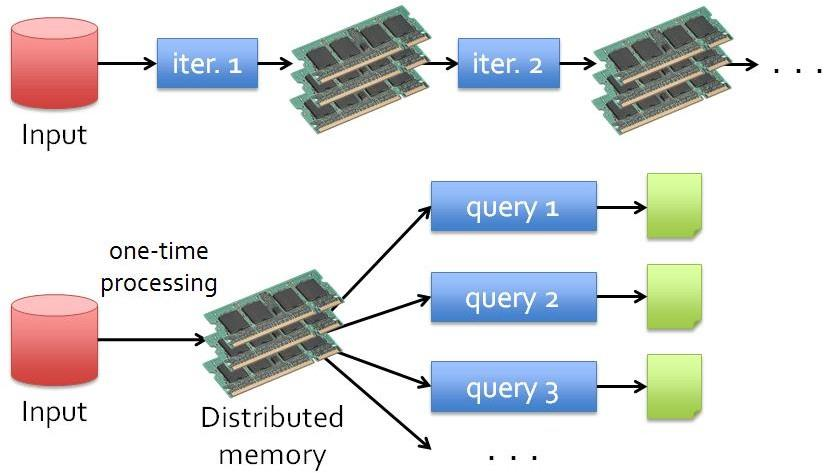 iter. 1
iter. 2
. . .
Input
query 1
one-time
processing
query 2
query 3
Input
Distributed
memory
. . .